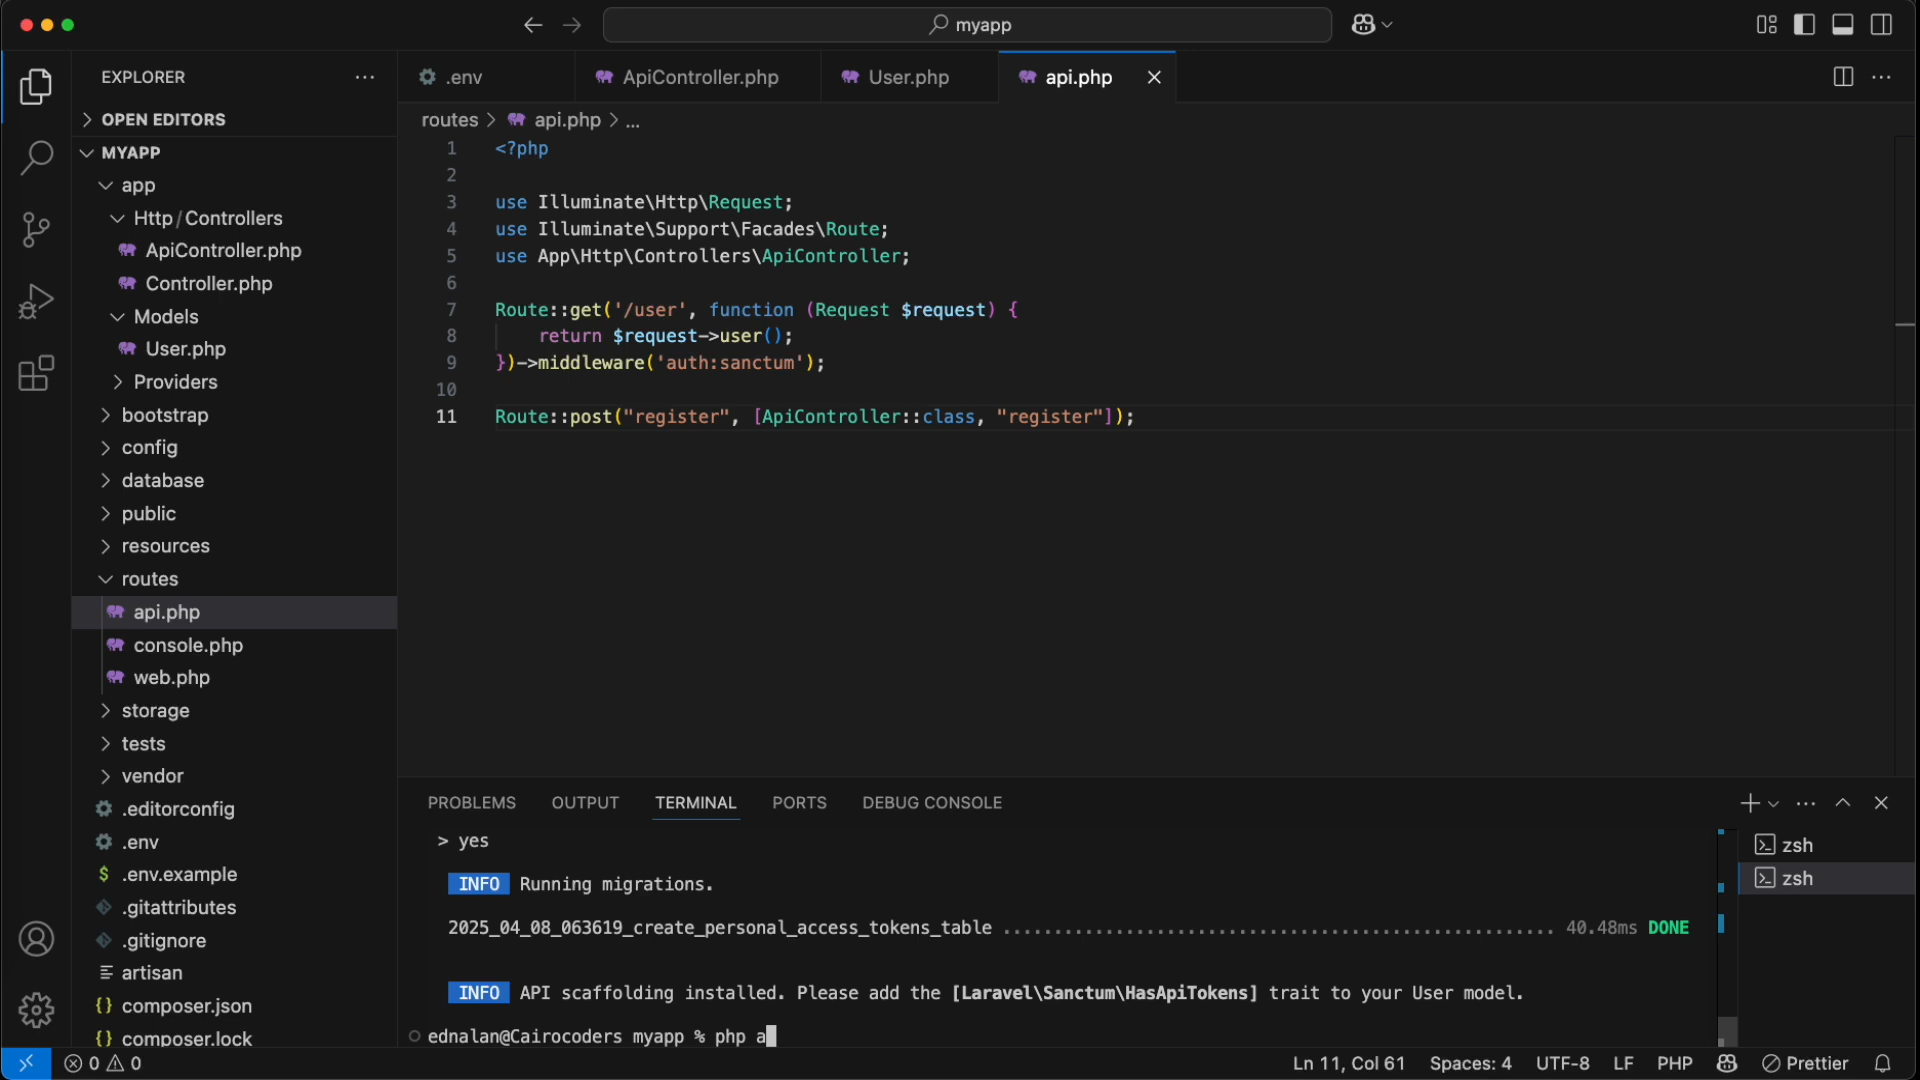 myapp
EXPLORER
.env
ApiController.php
User.php
api.php
OPEN EDITORS
routes > api.php > ...
MYAPP
app
Http/Controllers
ApiController.php
Controller.php
Models
User.php
Providers
bootstrap
config
database
public
resources
routes
api.php
console.php
web.php
storage
tests
vendor
.editorconfig
.env
.env.example
.gitattributes
.gitignore
artisan
composer.json
composer.lock
1 <?php
2
3 use Illuminate\Http\Request;
4 use Illuminate\Support\Facades\Route;
5 use App\Http\Controllers\ApiController;
6
7 Route::get('/user', function (Request $request) {
8 return $request->user();
9 })->middleware('auth:sanctum');
10
11 Route::post("register", [ApiController::class, "register"]);
PROBLEMS OUTPUT TERMINAL PORTS DEBUG CONSOLE
> yes
INFO Running migrations.
2025_04_08_063619_create_personal_access_tokens_table ...................................................... 40.48ms DONE
INFO API scaffolding installed. Please add the [Laravel\Sanctum\HasApiTokens] trait to your User model.
ednalan@Cairocoders myapp % php a
zsh
zsh
0 0
Ln 11, Col 61 Spaces: 4 UTF-8 LF PHP Prettier